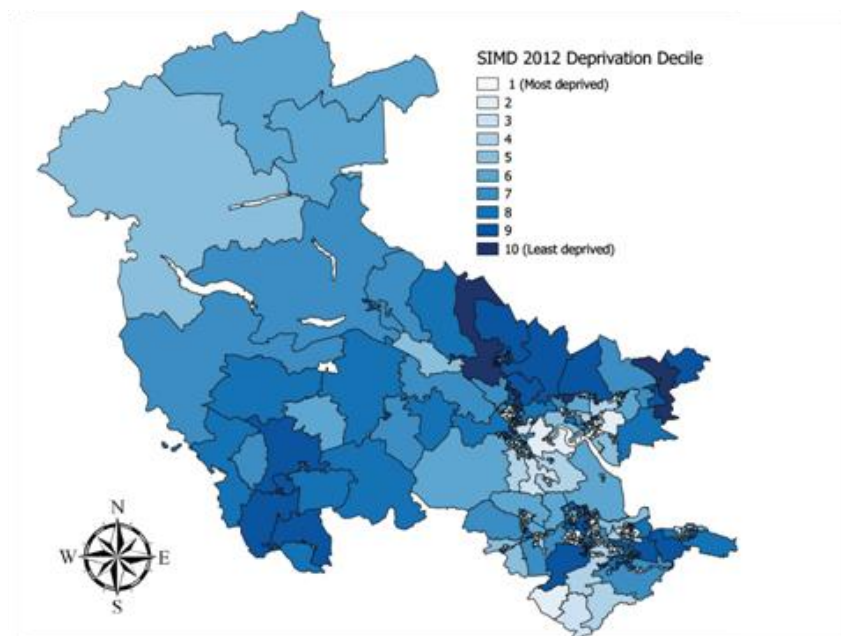 SIMD 2012 Deprivation Decile
1 (Most deprived)
2
3
4
5
6
7
8
9
10 (Least deprived)
N
W E
S